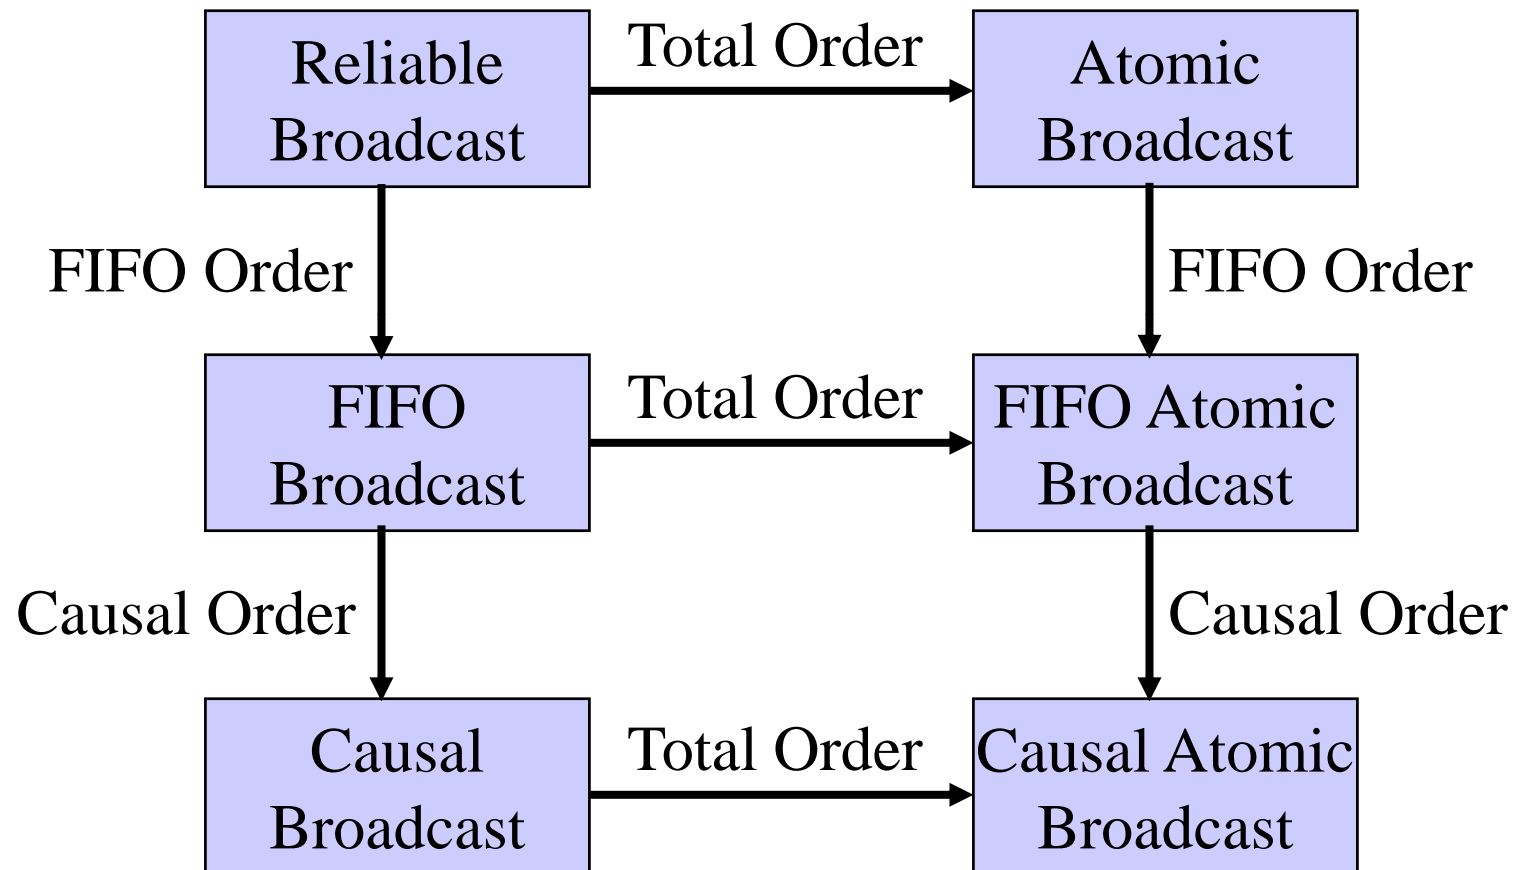 Reliable
Broadcast
Total Order
Atomic
Broadcast
FIFO Order
FIFO Order
FIFO
Broadcast
Total Order
FIFO Atomic
Broadcast
Causal Order
Causal Order
Causal
Broadcast
Total Order
Causal Atomic
Broadcast